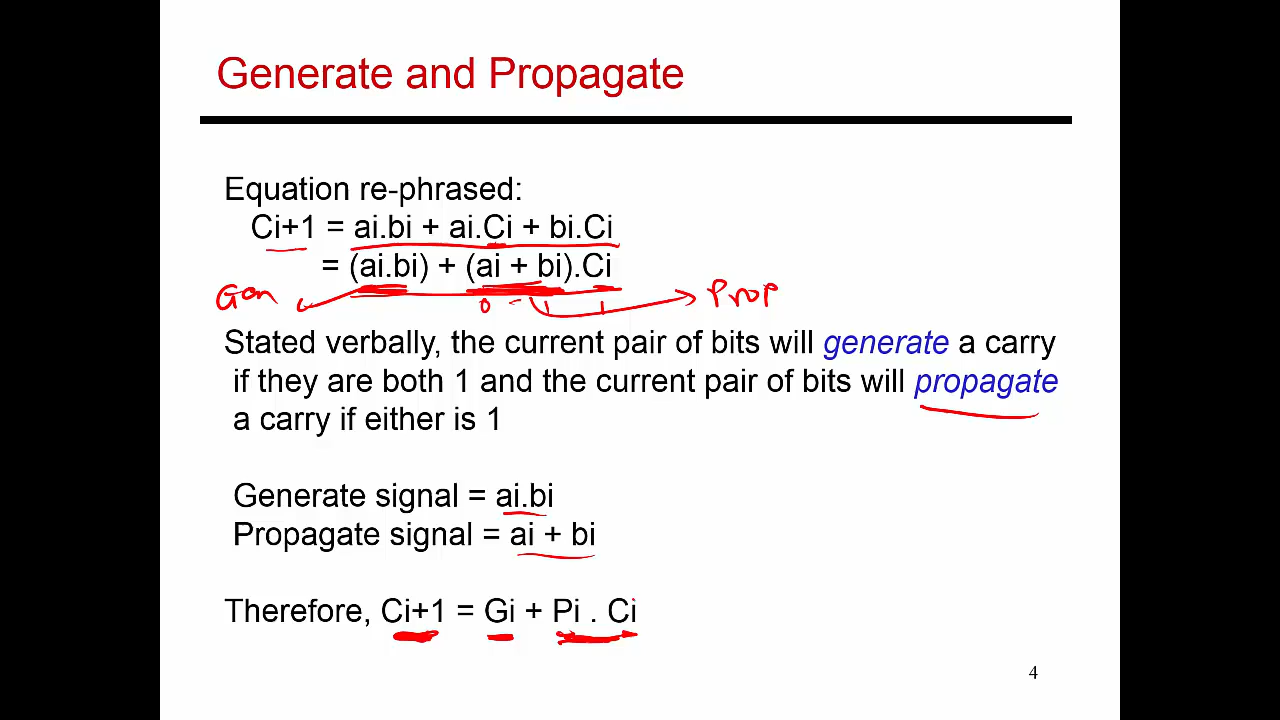 Generate and Propagate
Equation re-phrased:
Ci+1 = ai.bi + ai.Ci + bi.Ci
= (ai.bi) + (ai + bi).Ci
Gen
Prop
0 1 1
Stated verbally, the current pair of bits will generate a carry
if they are both 1 and the current pair of bits will propagate
a carry if either is 1
Generate signal = ai.bi
Propagate signal = ai + bi
Therefore, Ci+1 = Gi + Pi . Ci
4